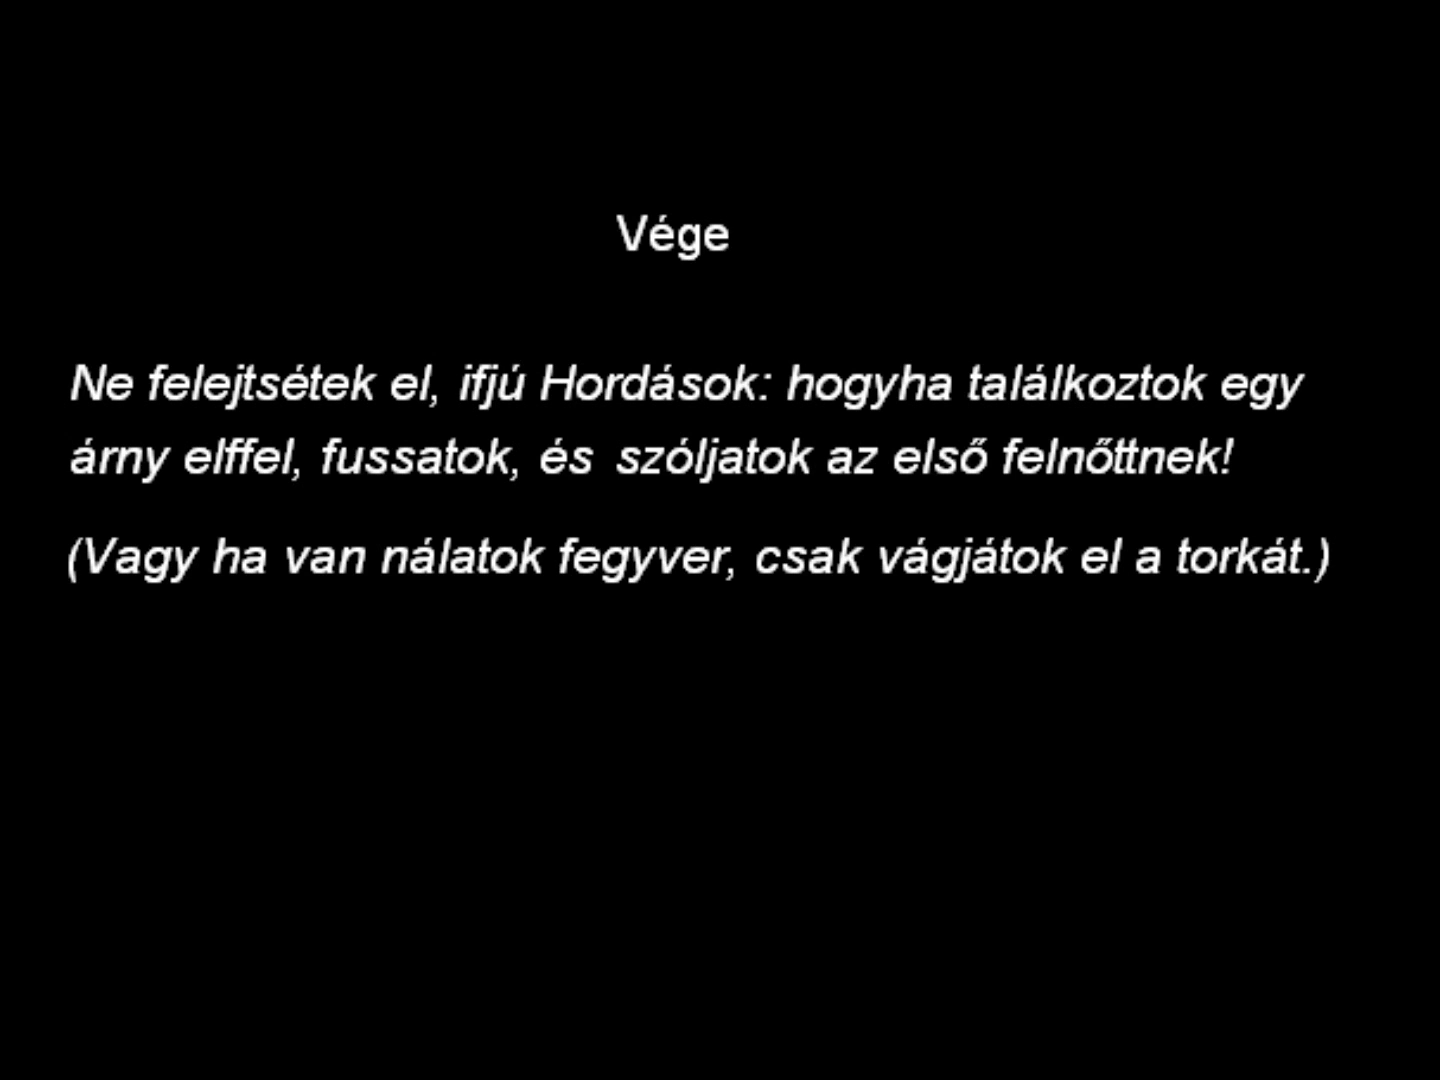 Vége
Ne felejtsétek el, ifjú Hordások: hogyha találkoztok egy
árny elffel, fussatok, és szóljatok az első felnőttnek!
(Vagy ha van nálatok fegyver, csak vágjátok el a torkát.)